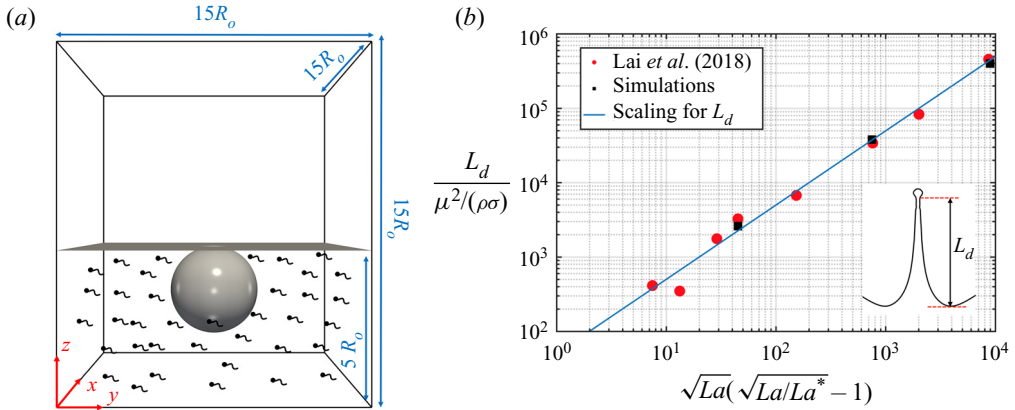 (a)
15R_o
15R_o
15R_o
5 R_o
z
x
y
(b)
10^6
10^5
10^4
10^3
10^2
10^0
10^1
10^2
10^3
10^4
Lai et al. (2018)
Simulations
Scaling for L_d
L_d
μ^2/(ρσ)
L_d
√La(√La/La^* – 1)